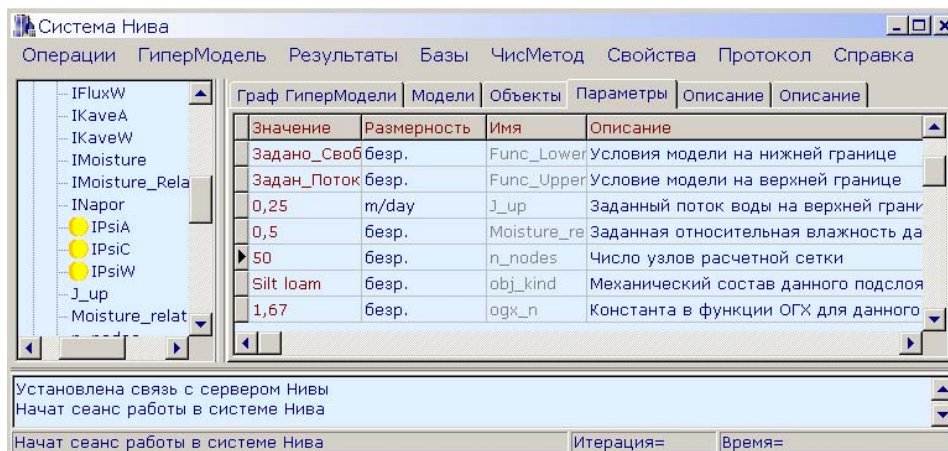 Система Нива
Операции ГиперМодель Результаты Базы ЧисМетод Свойства Протокол Справка
IFluxW
IKaveA
IKaveW
IMoisture
IMoisture_Rela
INapor
IPsiA
IPsiC
IPsiW
J_up
Moisture_relat
Граф ГиперМодели Модели Объекты Параметры Описание Описание
Значение Размерность Имя Описание
Задано_Своб безр. Func_Lower Условия модели на нижней границе
Задан_Поток безр. Func_Upper Условие модели на верхней границе
0,25 m/day J_up Заданный поток воды на верхней грани
0,5 безр. Moisture_re Заданная относительная влажность да
50 безр. n_nodes Число узлов расчетной сетки
Silt loam безр. obj_kind Механический состав данного подслоя
1,67 безр. ogx_n Константа в функции ОГХ для данного
Установлена связь с сервером Нивы
Начат сеанс работы в системе Нива
Начат сеанс работы в системе Нива Итерация= Время=